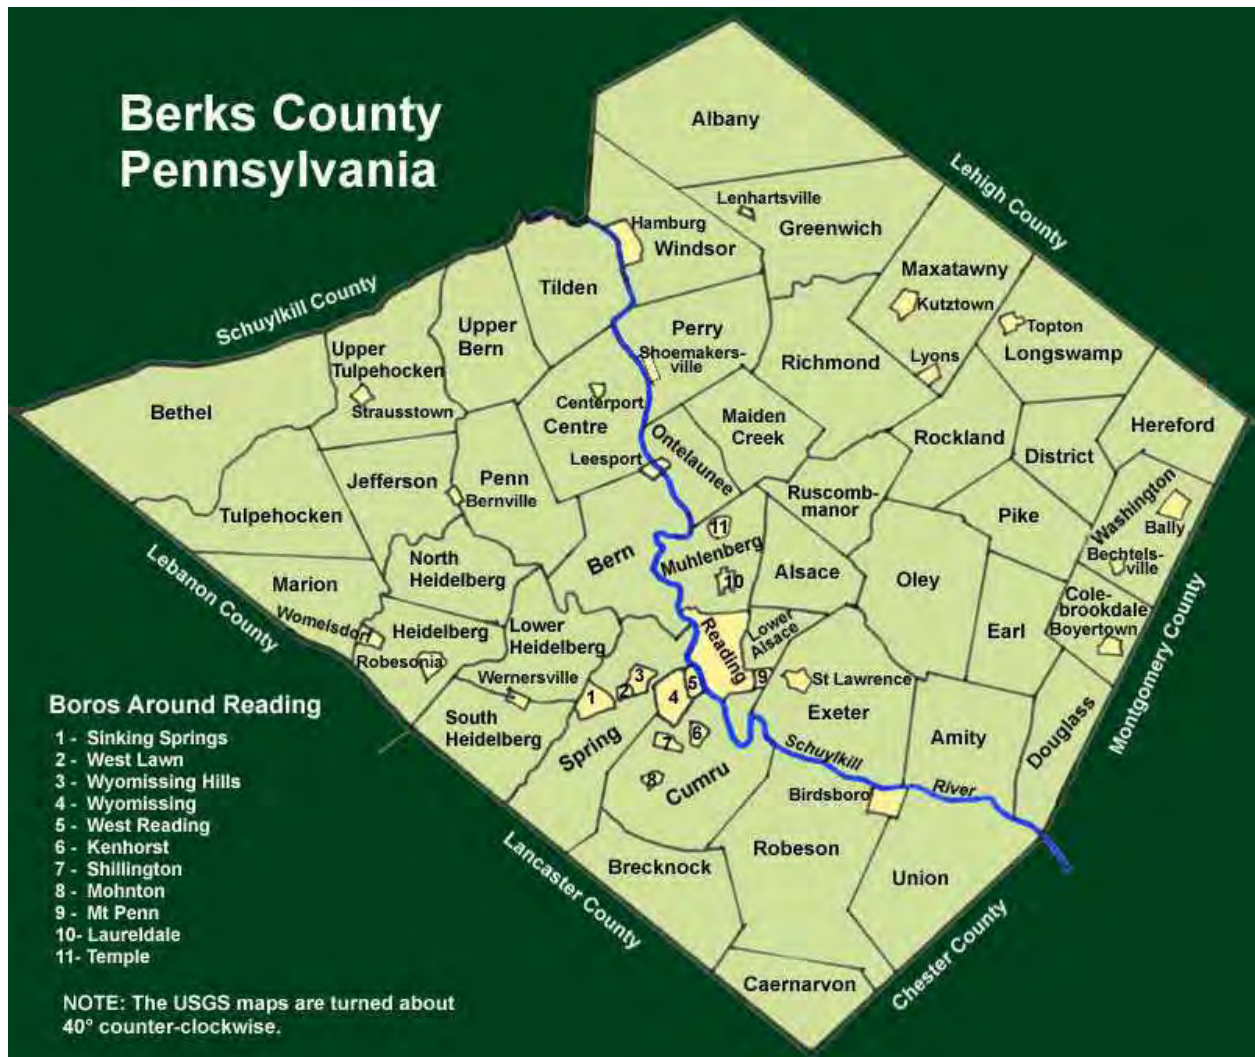 Berks County
Pennsylvania
Albany
Lehigh County
Lenhartsville
Greenwich
Hamburg
Windsor
Maxatawny
Kutztown
Schuylkill County
Tilden
Upper
Bern
Perry
Shoemakers-
ville
Topton
Longswamp
Richmond
Lyons
Upper
Tulpehocken
Strausstown
Bethel
Centerport
Centre
Maiden
Creek
Hereford
Rockland
District
Ontelaunee
Leesport
Jefferson
Penn
Bernville
Ruscomb-
manor
Washington
Bally
Pike
Tulpehocken
11
Muhlenberg
10
Bern
Alsace
Oley
Bechtels-
ville
Lebanon County
North
Heidelberg
Marion
Cole-
brookdale
Boyertown
Montgomery County
Womelsdorf
Heidelberg
Lower
Heidelberg
Reading
Lower
Alsace
Earl
Robesonia
Wernersville
1
2
3
4
5
9
St Lawrence
Exeter
South
Heidelberg
Spring
7
6
8
Cumru
Schuylkill
River
Amity
Douglass
Birdsboro
Boros Around Reading
1 - Sinking Springs
2 - West Lawn
3 - Wyomissing Hills
4 - Wyomissing
5 - West Reading
6 - Kenhorst
7 - Shillington
8 - Mohnton
9 - Mt Penn
10- Laureldale
11- Temple
Lancaster County
Brecknock
Robeson
Union
Chester County
Caernarvon
NOTE: The USGS maps are turned about
40° counter-clockwise.